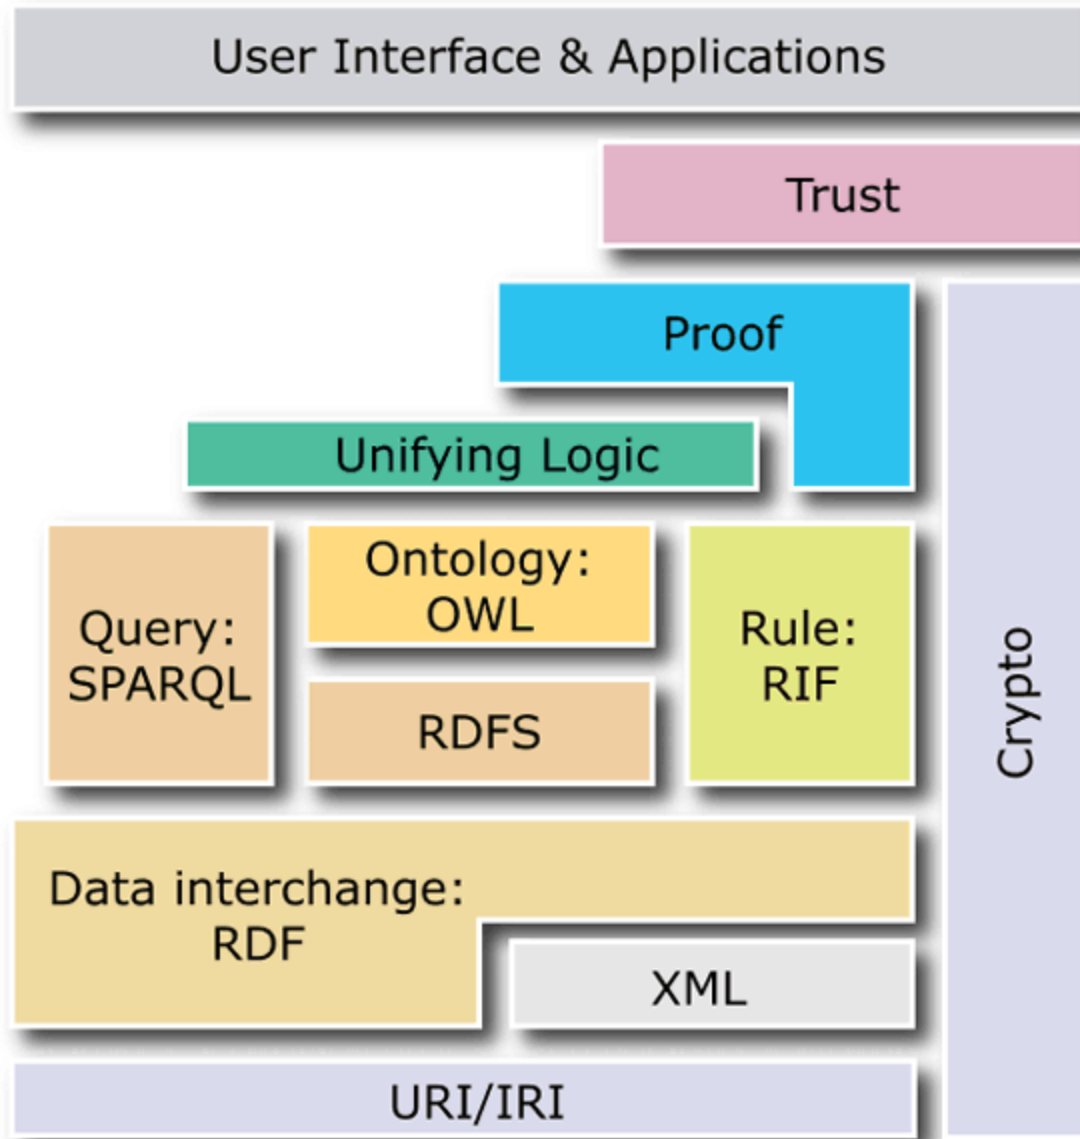 User Interface & Applications
Trust
Proof
Unifying Logic
Query:
SPARQL
Ontology:
OWL
RDFS
Rule:
RIF
Crypto
Data interchange:
RDF
XML
URI/IRI